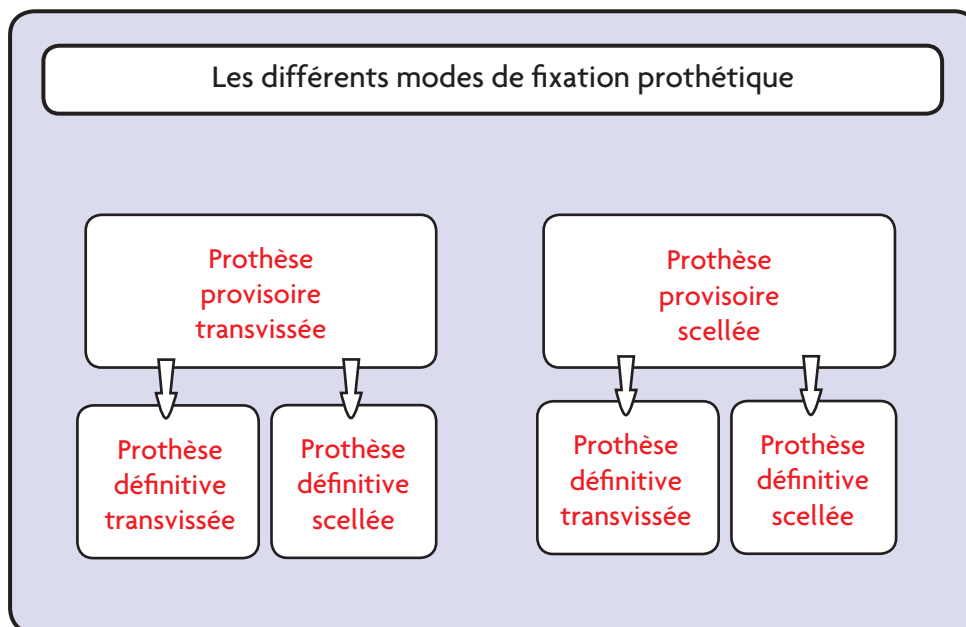 Les différents modes de fixation prothétique
Prothèse
provisoire
transvissée
Prothèse
provisoire
scellée
Prothèse
définitive
transvissée
Prothèse
définitive
scellée
Prothèse
définitive
transvissée
Prothèse
définitive
scellée